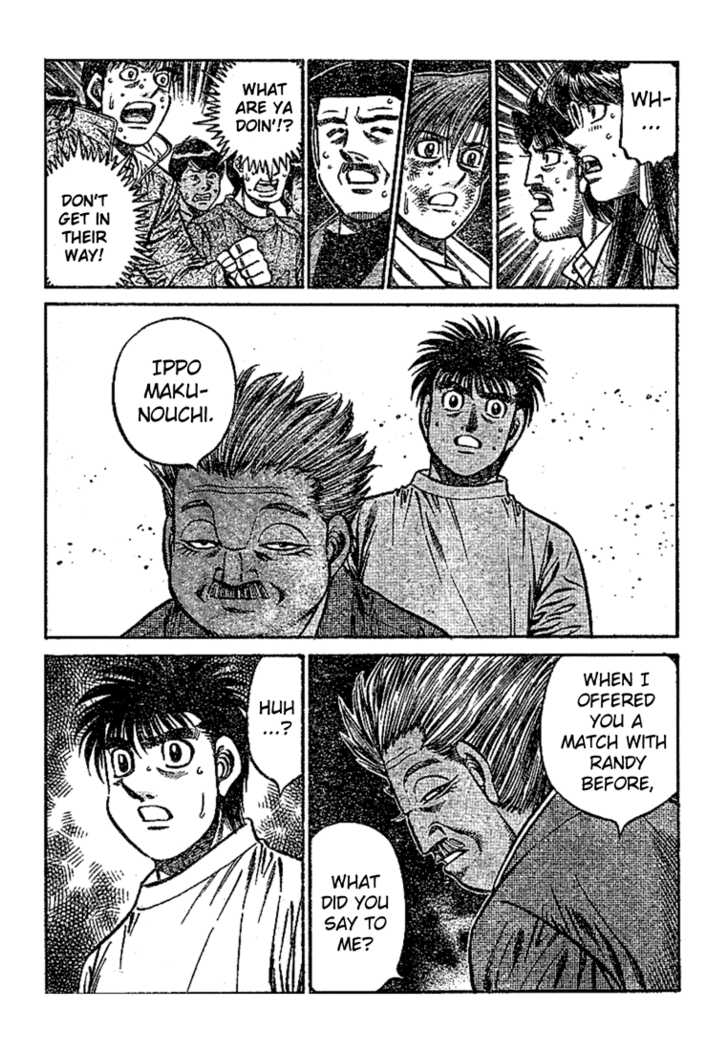 WH-
...
WHAT
ARE YA
DOIN'!?
DON'T
GET IN
THEIR
WAY!
IPPO
MAKU-
NOUCHI.
WHEN I
OFFERED
YOU A
MATCH WITH
RANDY
BEFORE,
WHAT
DID YOU
SAY TO
ME?
HUH
...?